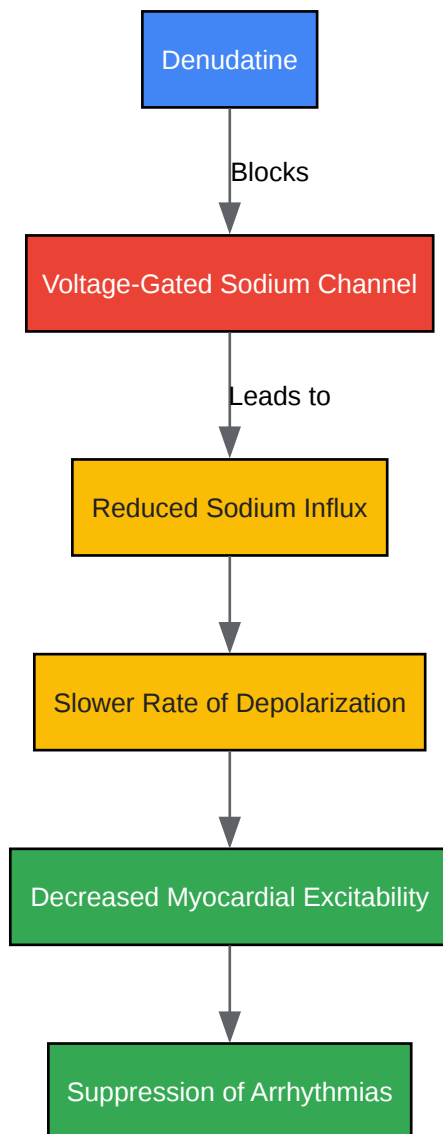 Denudatine
Blocks
Voltage-Gated Sodium Channel
Leads to
Reduced Sodium Influx
Slower Rate of Depolarization
Decreased Myocardial Excitability
Suppression of Arrhythmias